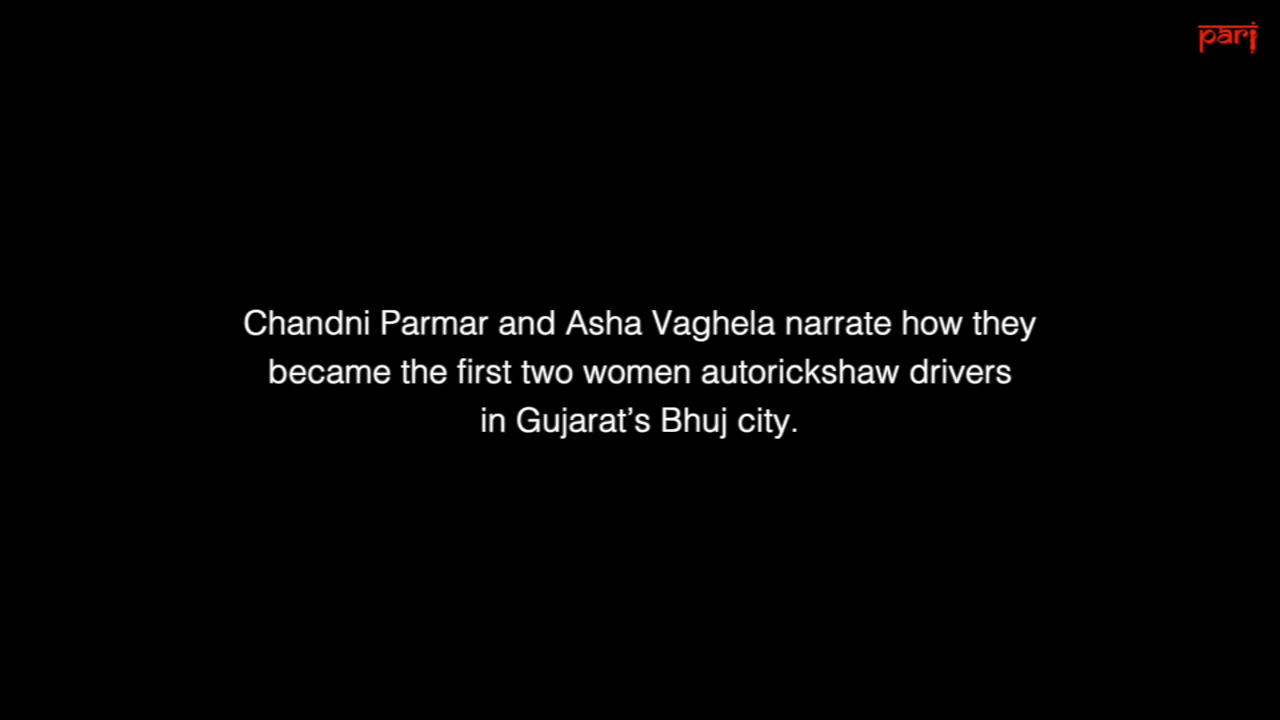 pari
Chandni Parmar and Asha Vaghela narrate how they
became the first two women autorickshaw drivers
in Gujarat’s Bhuj city.